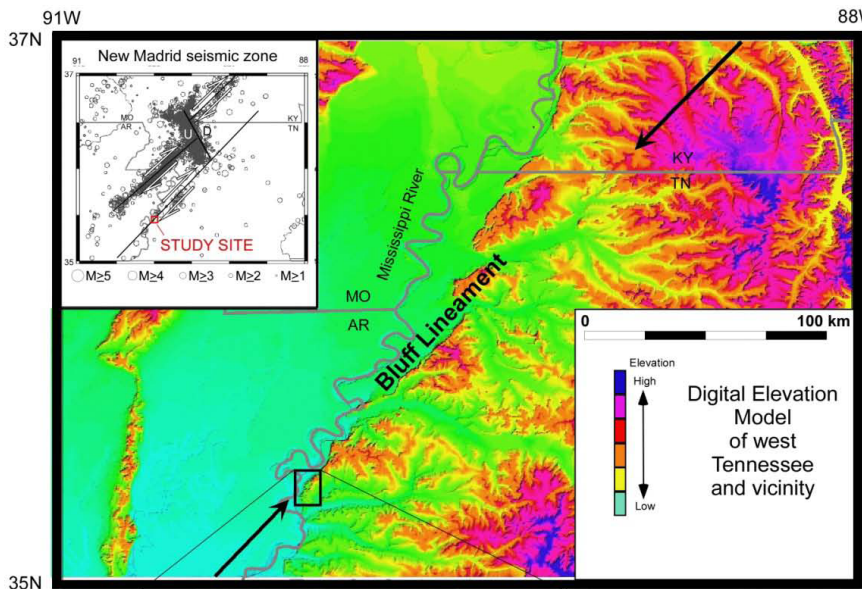 91W
88W
37N
New Madrid seismic zone
91
88
37
MO
AR
KY
TN
LU
D
STUDY SITE
35
M≥5 M≥4 M≥3 M≥2 M≥1
KY
TN
Mississippi River
MO
AR
Bluff Lineament
0 100 km
Elevation
High
Low
Digital Elevation
Model
of west
Tennessee
and vicinity
35N